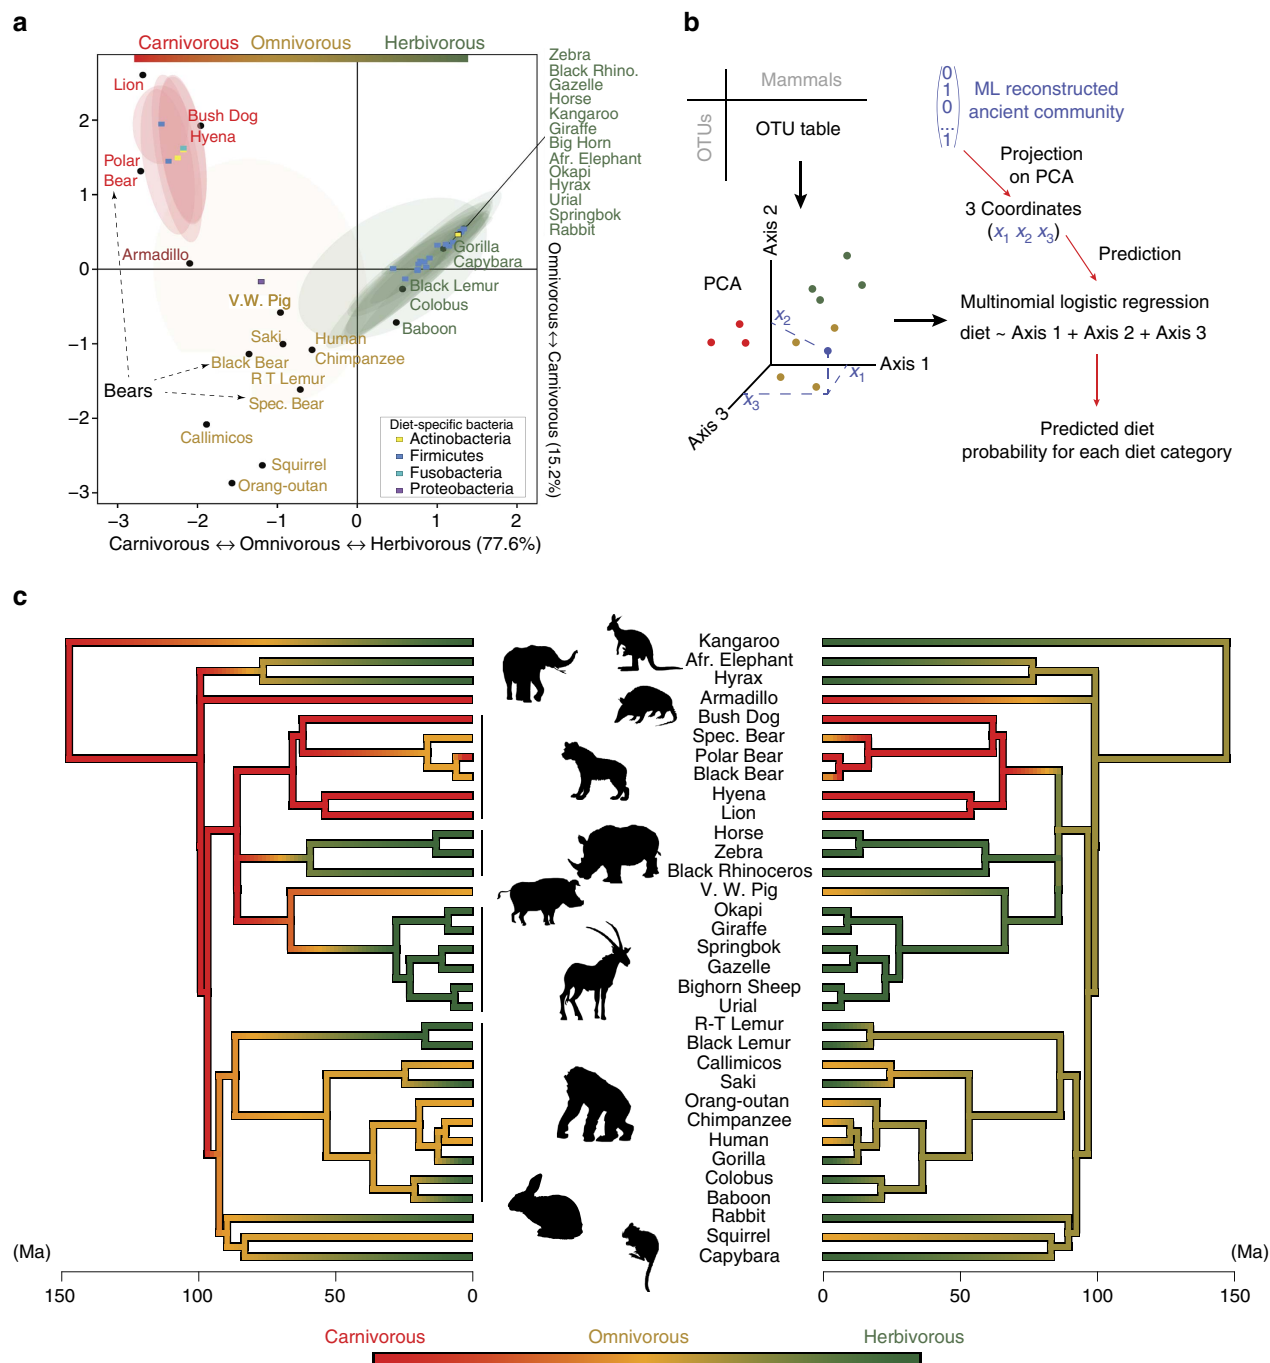 a
Carnivorous Omnivorous Herbivorous
Lion
Bush Dog
Hyena
Polar
Bear
Armadillo
V.W. Pig
Saki
Human
Chimpanzee
Black Bear
R T Lemur
Bears
Spec. Bear
Callimicos
Squirrel
Orang-outan
Gorilla
Capybara
Black Lemur
Colobus
Baboon
Zebra
Black Rhino.
Gazelle
Horse
Kangaroo
Giraffe
Big Horn
Afr. Elephant
Okapi
Hyrax
Urial
Springbok
Rabbit
Diet-specific bacteria
Actinobacteria
Firmicutes
Fusobacteria
Proteobacteria
2
1
0
−1
−2
−3
−3 −2 −1 0 1 2
Carnivorous ↔ Omnivorous ↔ Herbivorous (77.6%)
Omnivorous ↔ Carnivorous (15.2%)
b
Mammals
OTUs
OTU table
0
1
0
...
1
ML reconstructed
ancient community
Projection
on PCA
3 Coordinates
(x1 x2 x3)
Prediction
PCA
Axis 2
Axis 1
Axis 3
x2
x1
x3
Multinomial logistic regression
diet ~ Axis 1 + Axis 2 + Axis 3
Predicted diet
probability for each diet category
c
Kangaroo
Afr. Elephant
Hyrax
Armadillo
Bush Dog
Spec. Bear
Polar Bear
Black Bear
Hyena
Lion
Horse
Zebra
Black Rhinoceros
V. W. Pig
Okapi
Giraffe
Springbok
Gazelle
Bighorn Sheep
Urial
R-T Lemur
Black Lemur
Callimicos
Saki
Orang-outan
Chimpanzee
Human
Gorilla
Colobus
Baboon
Rabbit
Squirrel
Capybara
(Ma) (Ma)
150 100 50 0 0 50 100 150
Carnivorous Omnivorous Herbivorous